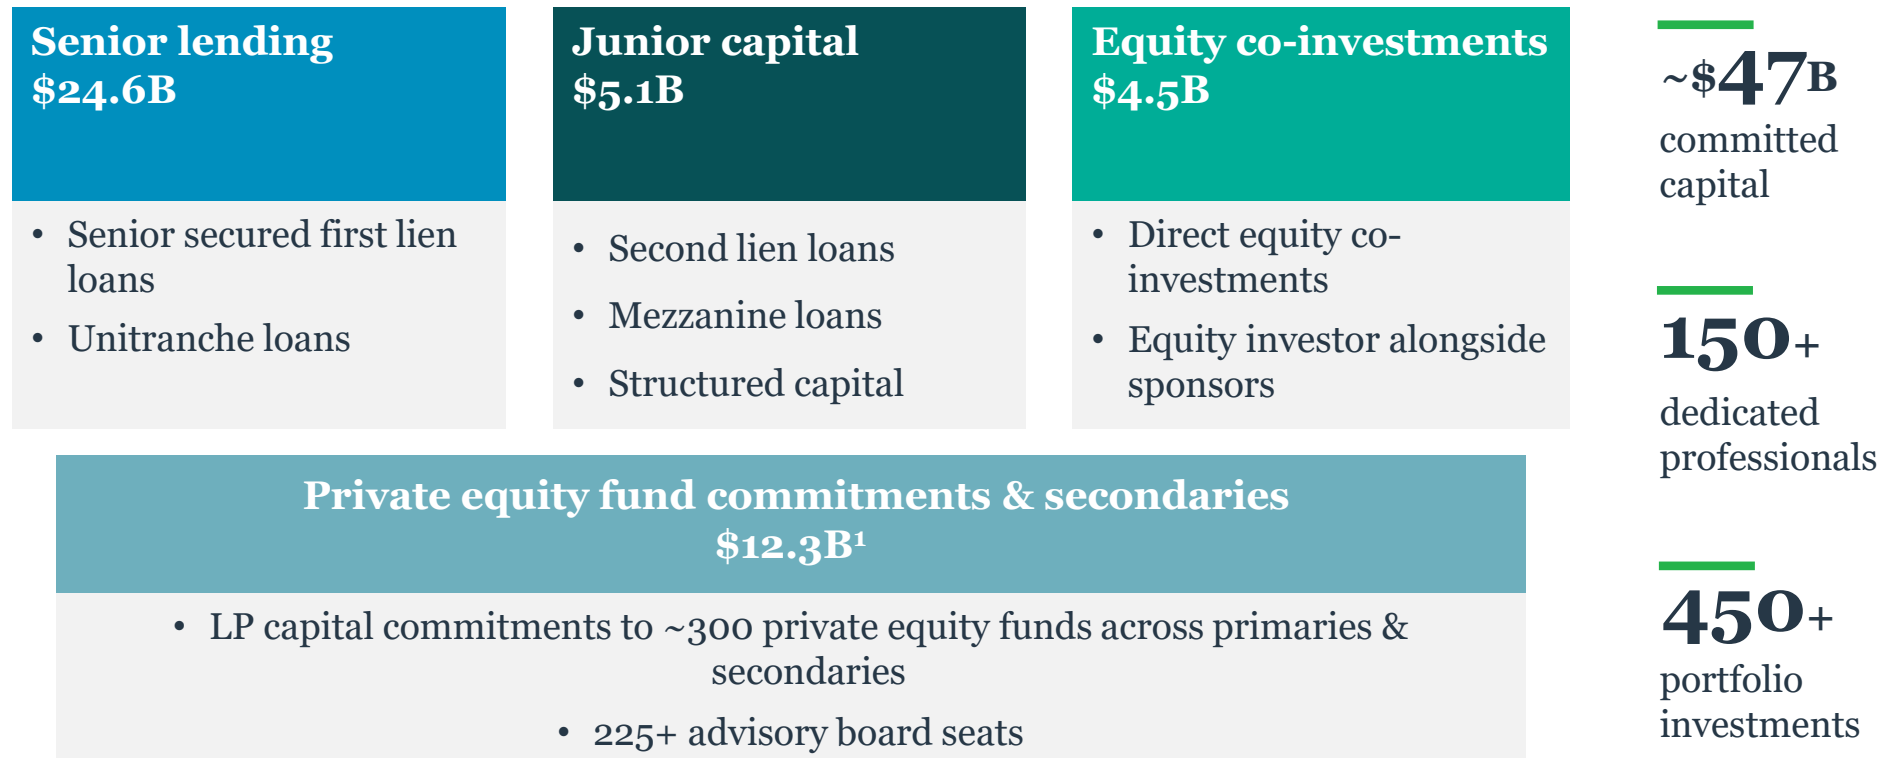 Senior lending
$24.6B
• Senior secured first lien
loans
• Unitranche loans
Junior capital
$5.1B
• Second lien loans
• Mezzanine loans
• Structured capital
Equity co-investments
$4.5B
• Direct equity co-
investments
• Equity investor alongside
sponsors
Private equity fund commitments & secondaries
$12.3B¹
• LP capital commitments to ~300 private equity funds across primaries &
secondaries
• 225+ advisory board seats
~$47B
committed
capital
150+
dedicated
professionals
450+
portfolio
investments